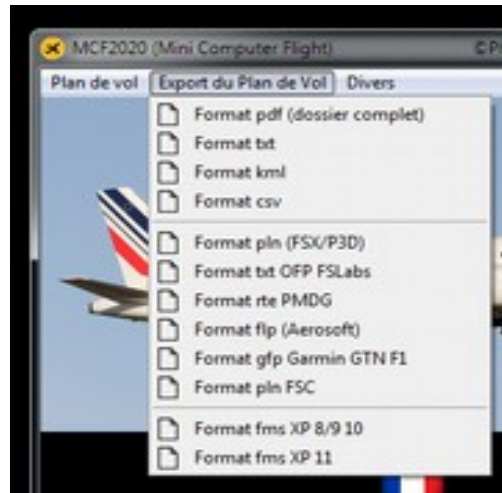 MCF2020 (Mini Computer Flight)
Plan de vol Export du Plan de Vol Divers
Format pdf (dossier complet)
Format txt
Format kml
Format csv
Format pln (FSX/P3D)
Format txt OFP FSLabs
Format rte PMDG
Format flp (Aerosoft)
Format gfp Garmin GTN F1
Format pln FSC
Format fms XP 8/9 10
Format fms XP 11